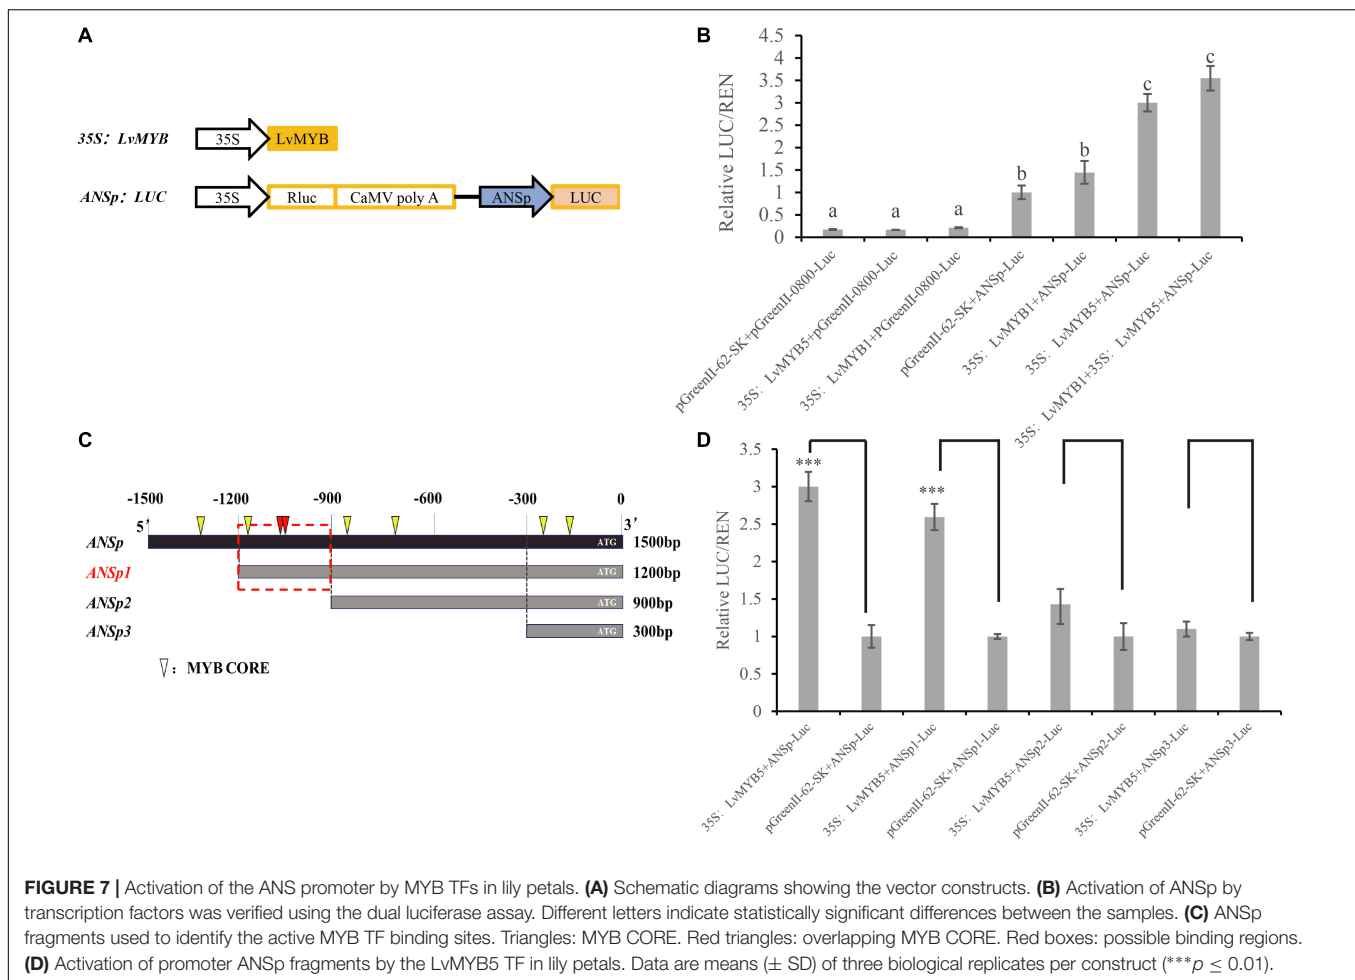 A
35S: LvMYB
35S
LvMYB
ANSp: LUC
35S
Rluc
CaMV poly A
ANSp
LUC
B
Relative LUC/REN
4.5
4
3.5
3
2.5
2
1.5
1
0.5
0
a
a
a
b
b
c
c
pGreenII-62-SK+pGreenII-0800-Luc
35S: LvMYB5+pGreenII-0800-Luc
35S: LvMYB1+PGreenII-0800-Luc
pGreenII-62-SK+ANSp-Luc
35S: LvMYB1+ANSp-Luc
35S: LvMYB5+ANSp-Luc
35S: LvMYB1+35S: LvMYB5+ANSp-Luc
C
-1500 -1200 -900 -600 -300 0
5' 3'
ANSp ATG 1500bp
ANSp1 ATG 1200bp
ANSp2 ATG 900bp
ANSp3 ATG 300bp
: MYB CORE
D
Relative LUC/REN
3.5
3
2.5
2
1.5
1
0.5
0
***
***
35S: LvMYB5+ANSp-Luc
pGreenII-62-SK+ANSp-Luc
35S: LvMYB5+ANSp1-Luc
pGreenII-62-SK+ANSp1-Luc
35S: LvMYB5+ANSp2-Luc
pGreenII-62-SK+ANSp2-Luc
35S: LvMYB5+ANSp3-Luc
pGreenII-62-SK+ANSp3-Luc
FIGURE 7 | Activation of the ANS promoter by MYB TFs in lily petals. (A) Schematic diagrams showing the vector constructs. (B) Activation of ANSp by
transcription factors was verified using the dual luciferase assay. Different letters indicate statistically significant differences between the samples. (C) ANSp
fragments used to identify the active MYB TF binding sites. Triangles: MYB CORE. Red triangles: overlapping MYB CORE. Red boxes: possible binding regions.
(D) Activation of promoter ANSp fragments by the LvMYB5 TF in lily petals. Data are means (± SD) of three biological replicates per construct (***p ≤ 0.01).